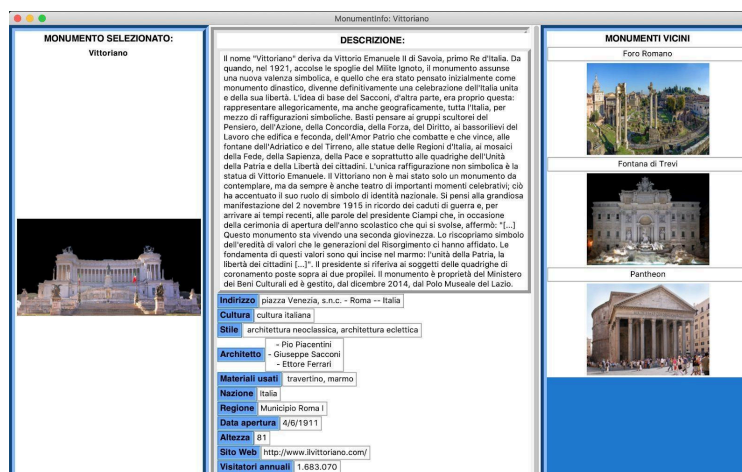 MonumentInfo: Vittoriano
MONUMENTO SELEZIONATO:
Vittoriano
DESCRIZIONE:
Il nome "Vittoriano" deriva da Vittorio Emanuele II di Savoia, primo Re d'Italia. Da
quando, nel 1921, accolse le spoglie del Milite Ignoto, il monumento assunse
una nuova valenza simbolica, e quello che era stato pensato inizialmente come
monumento dinastico, divenne definitivamente una celebrazione dell'Italia unita
e della sua libertà. L'idea di base del Sacconi, d'altra parte, era proprio questa:
rappresentare allegoricamente, ma anche geograficamente, tutta l'Italia, per
mezzo di raffigurazioni simboliche. Basti pensare ai gruppi scultorei del
Pensiero, dell'Azione, della Concordia, della Forza, del Diritto, ai bassorilievi del
Lavoro che edifica e feconda, dell'Amor Patrio che combatte e che vince, alle
fontane dell'Adriatico e del Tirreno, alle statue delle Regioni d'Italia, ai mosaici
della Fede, della Sapienza, della Pace e soprattutto alle quadrighe dell'Unità
della Patria e della Libertà dei cittadini. L'unica raffigurazione non simbolica è la
statua di Vittorio Emanuele. Il Vittoriano non è mai stato solo un monumento da
contemplare, ma da sempre è anche teatro di importanti momenti celebrativi; ciò
ha accentuato il suo ruolo di simbolo di identità nazionale. Si pensi alla grandiosa
manifestazione del 2 novembre 1915 in ricordo dei caduti di guerra e, per
arrivare ai tempi recenti, alle parole del presidente Ciampi che, in occasione
della cerimonia di apertura dell'anno scolastico che qui si svolse, affermò: "[...]
Questo monumento sta vivendo una seconda giovinezza. Lo riscopriamo simbolo
dell'eredità di valori che le generazioni del Risorgimento ci hanno affidato. Le
fondamenta di questi valori sono qui incise nel marmo: l'unità della Patria, la
libertà dei cittadini [...]". Il presidente si riferiva ai soggetti delle quadrighe di
coronamento poste sopra ai due propilei. Il monumento è proprietà del Ministero
dei Beni Culturali ed è gestito, dal dicembre 2014, dal Polo Museale del Lazio.
Indirizzo piazza Venezia, s.n.c. - Roma -- Italia
Cultura cultura italiana
Stile architettura neoclassica, architettura eclettica
Architetto - Pio Piacentini
- Giuseppe Sacconi
- Ettore Ferrari
Materiali usati travertino, marmo
Nazione Italia
Regione Municipio Roma I
Data apertura 4/6/1911
Altezza 81
Sito Web http://www.ilvittoriano.com/
Visitatori annuali 1.683.070
MONUMENTI VICINI
Foro Romano
Fontana di Trevi
Pantheon